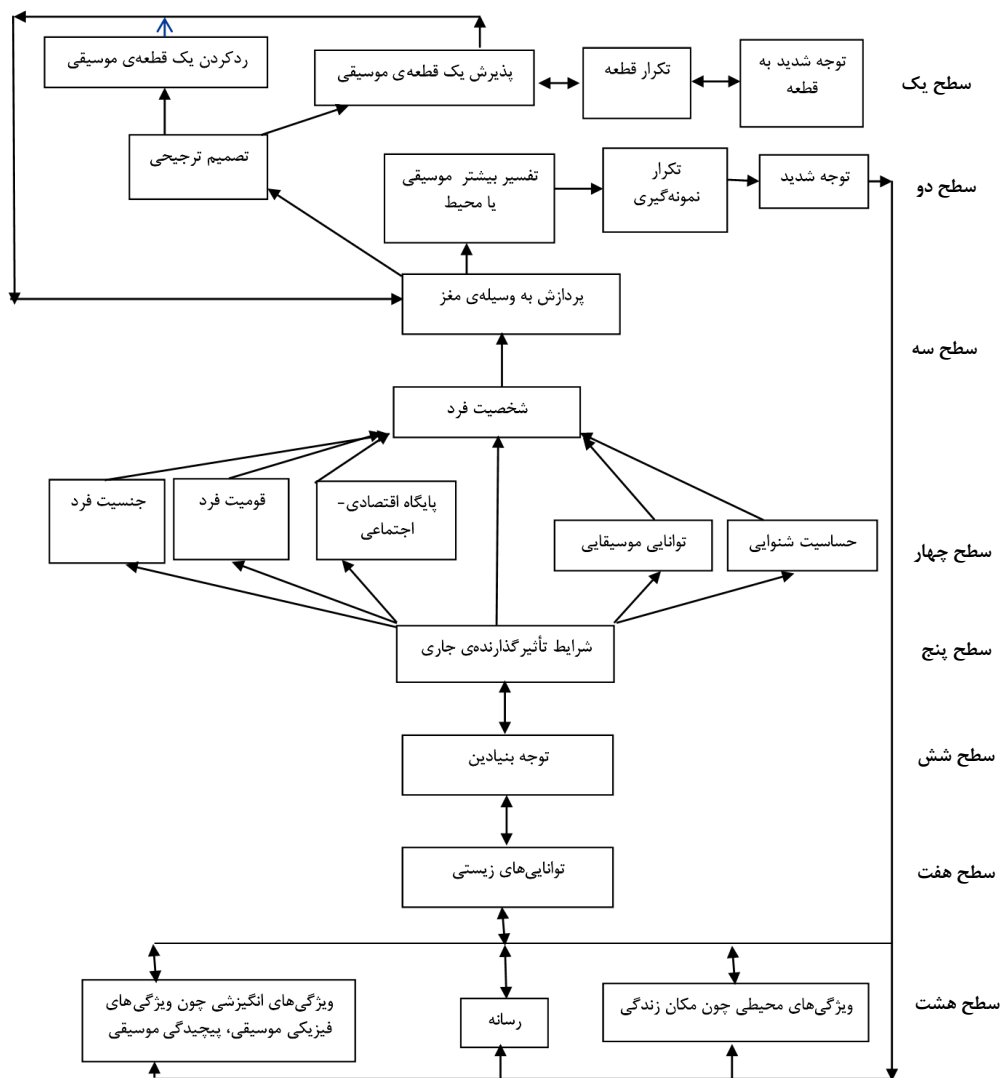 سطح یک
توجه شدید به
قطعه
تکرار قطعه
پذیرش یک قطعه‌ی موسیقی
ردکردن یک قطعه‌ی موسیقی
تصمیم ترجیحی
سطح دو
توجه شدید
تکرار
نمونه‌گیری
تفسیر بیشتر موسیقی
یا محیط
پردازش به وسیله‌ی مغز
سطح سه
شخصیت فرد
سطح چهار
حساسیت شنوایی
توانایی موسیقایی
پایگاه اقتصادی-
اجتماعی
قومیت فرد
جنسیت فرد
سطح پنج
شرایط تأثیرگذارنده‌ی جاری
سطح شش
توجه بنیادین
سطح هفت
توانایی‌های زیستی
سطح هشت
ویژگی‌های محیطی چون مکان زندگی
رسانه
ویژگی‌های انگیزشی چون ویژگی‌های
فیزیکی موسیقی، پیچیدگی موسیقی